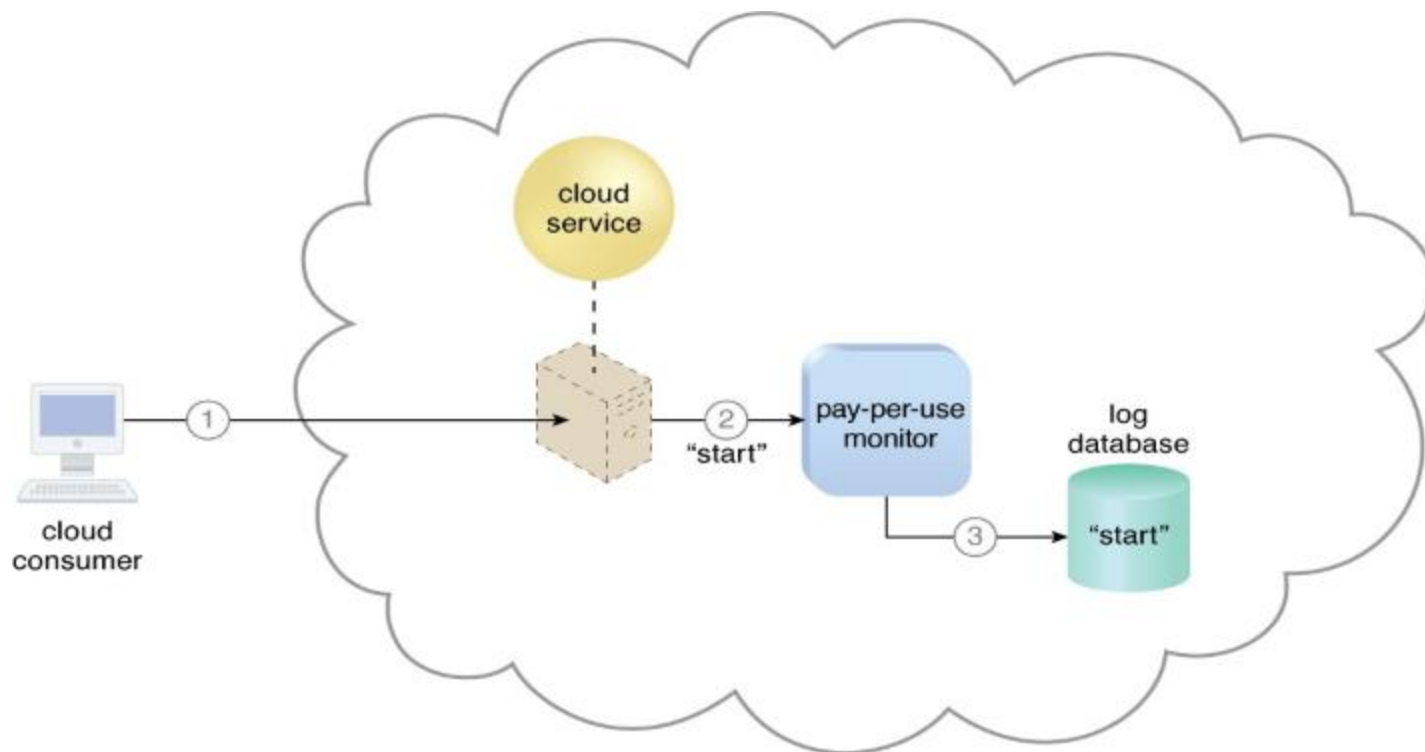 cloud
service
1
2
"start"
pay-per-use
monitor
log
database
"start"
3
cloud
consumer